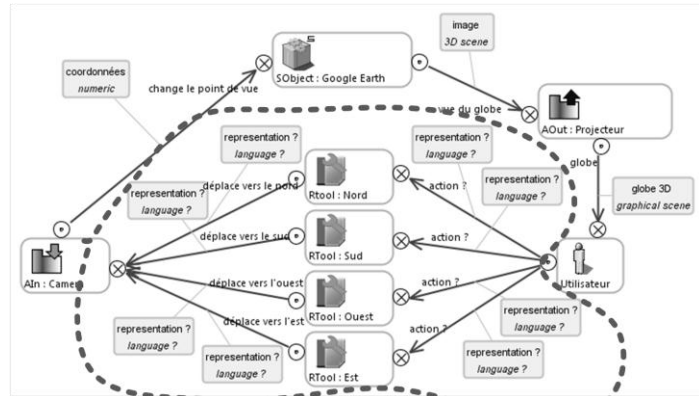 image
3D scene
coordonnées
numeric
S
SObject : Google Earth
change le point de vue
vue du globe
AOut : Projecteur
globe
representation ?
language ?
representation ?
language ?
representation ?
language ?
representation ?
language ?
globe 3D
graphical scene
déplace vers le nord
Rtool : Nord
action ?
déplace vers le sud
RTool : Sud
action ?
AIn : Camer
Utilisateur
déplace vers l'ouest
RTool : Ouest
action ?
déplace vers l'est
RTool : Est
action ?
representation ?
language ?
representation ?
language ?
representation ?
language ?
representation ?
language ?